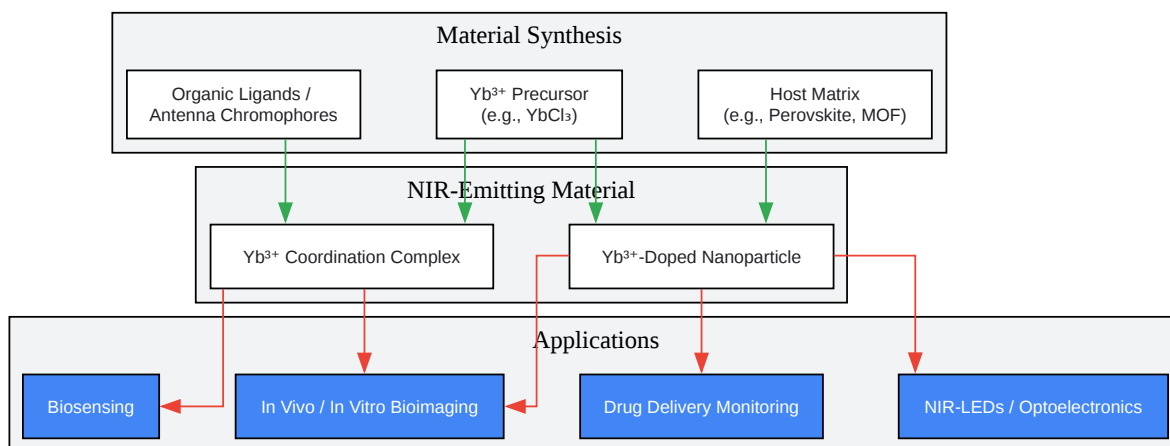 Material Synthesis
Organic Ligands /
Antenna Chromophores
Yb³⁺ Precursor
(e.g., YbCl₃)
Host Matrix
(e.g., Perovskite, MOF)
NIR-Emitting Material
Yb³⁺ Coordination Complex
Yb³⁺-Doped Nanoparticle
Applications
Biosensing
In Vivo / In Vitro Bioimaging
Drug Delivery Monitoring
NIR-LEDs / Optoelectronics